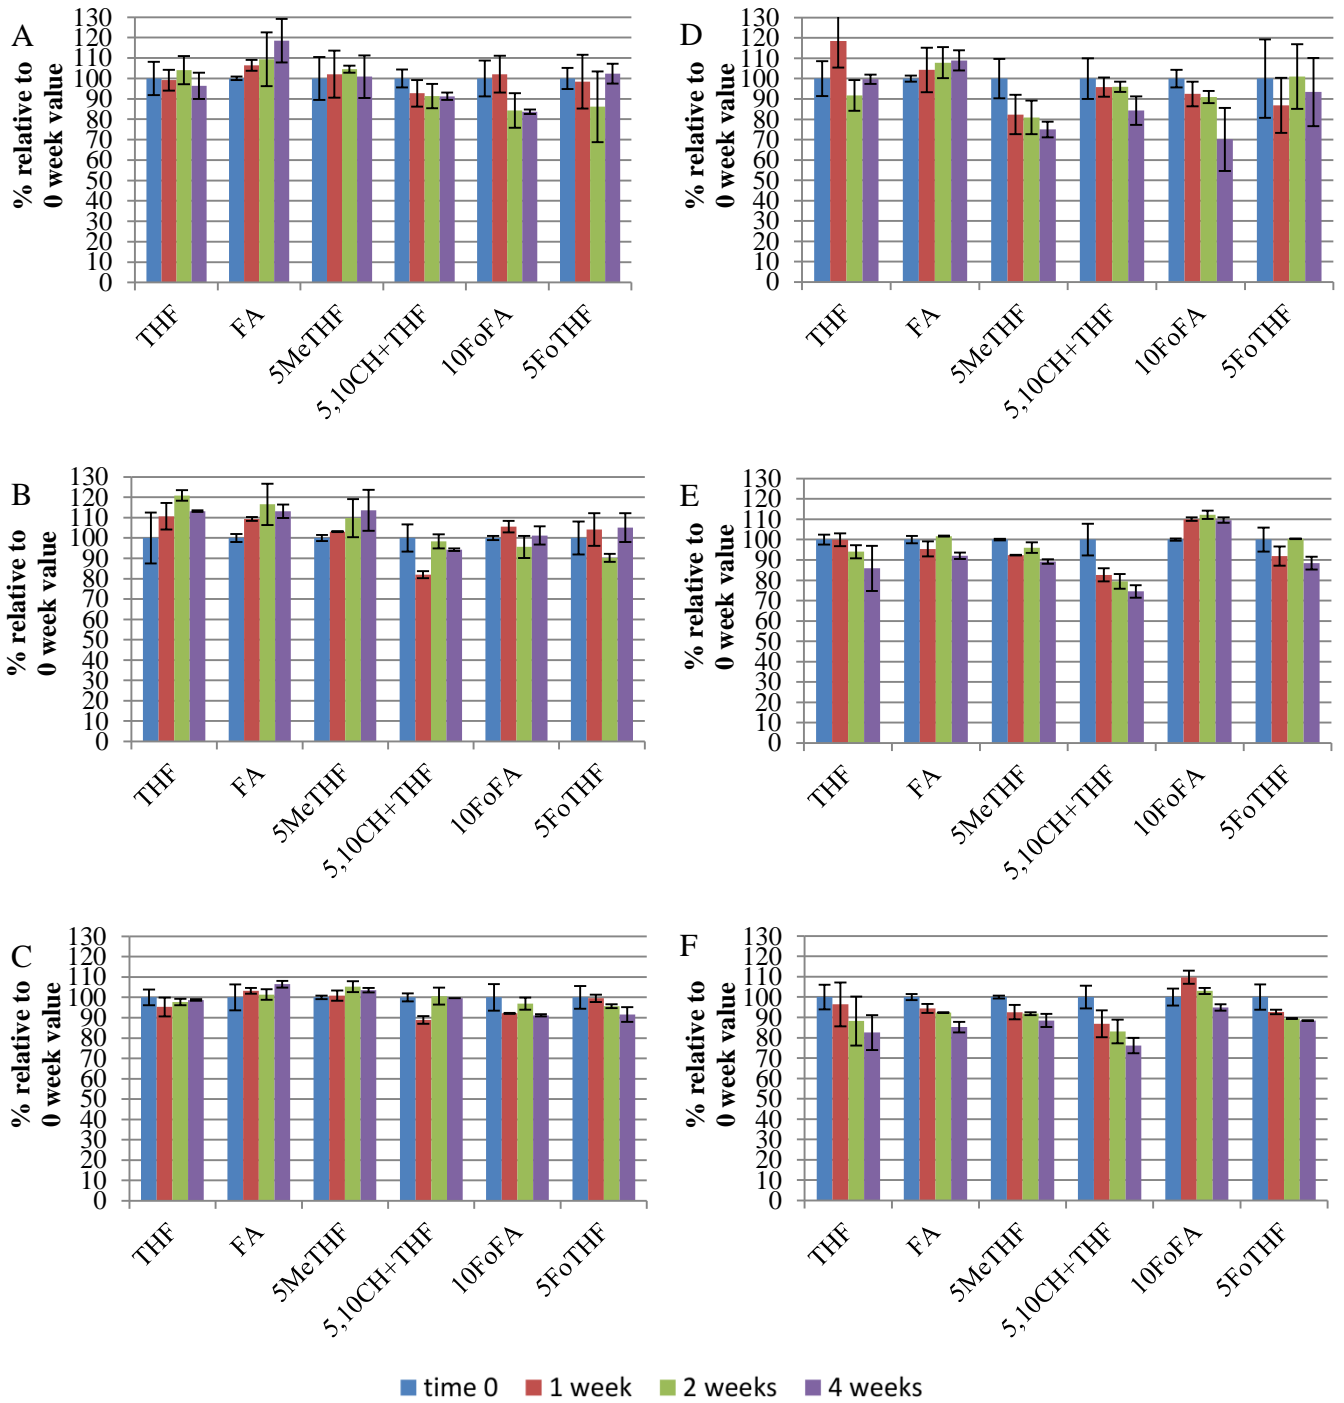 A
% relative to
0 week value
130
120
110
100
90
80
70
60
50
40
30
20
10
0
THF
FA
5MeTHF
5,10CH+THF
10FoFA
5FoTHF
D
% relative to
0 week value
130
120
110
100
90
80
70
60
50
40
30
20
10
0
THF
FA
5MeTHF
5,10CH+THF
10FoFA
5FoTHF
B
% relative to
0 week value
130
120
110
100
90
80
70
60
50
40
30
20
10
0
THF
FA
5MeTHF
5,10CH+THF
10FoFA
5FoTHF
E
% relative to
0 week value
130
120
110
100
90
80
70
60
50
40
30
20
10
0
THF
FA
5MeTHF
5,10CH+THF
10FoFA
5FoTHF
C
% relative to
0 week value
130
120
110
100
90
80
70
60
50
40
30
20
10
0
THF
FA
5MeTHF
5,10CH+THF
10FoFA
5FoTHF
F
% relative to
0 week value
130
120
110
100
90
80
70
60
50
40
30
20
10
0
THF
FA
5MeTHF
5,10CH+THF
10FoFA
5FoTHF
time 0 1 week 2 weeks 4 weeks